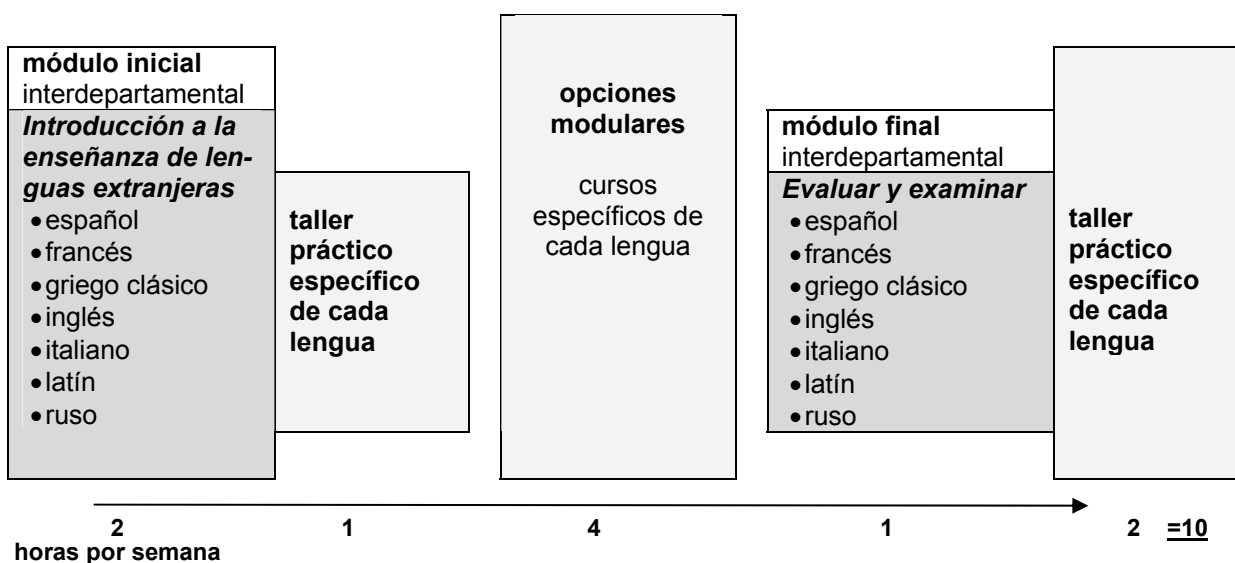 módulo inicial
interdepartamental
Introducción a la
enseñanza de len-
guas extranjeras
• español
• francés
• griego clásico
• inglés
• italiano
• latín
• ruso
taller
práctico
específico
de cada
lengua
opciones
modulares
cursos
específicos de
cada lengua
módulo final
interdepartamental
Evaluar y examinar
• español
• francés
• griego clásico
• inglés
• italiano
• latín
• ruso
taller
práctico
específico
de cada
lengua
2 1 4 1 2 =10
horas por semana